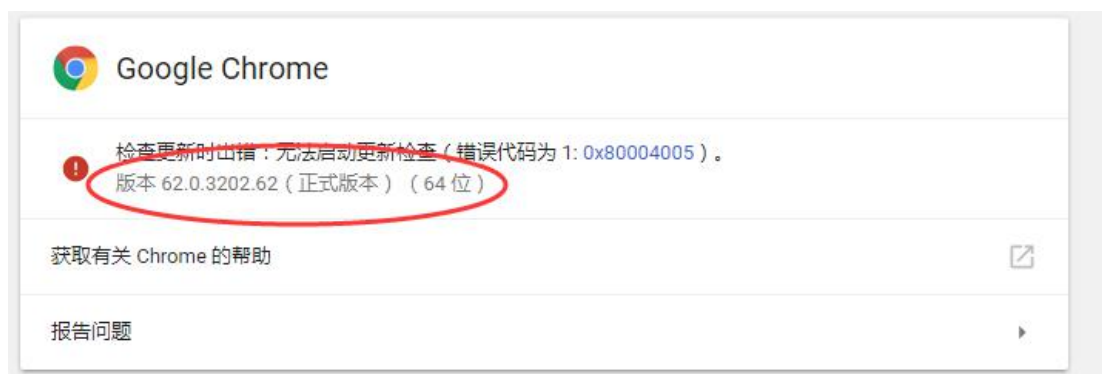 Google Chrome
检查更新时出错：无法启动更新检查（错误代码为 1: 0x80004005）。
版本 62.0.3202.62（正式版本）（64 位）
获取有关 Chrome 的帮助
报告问题